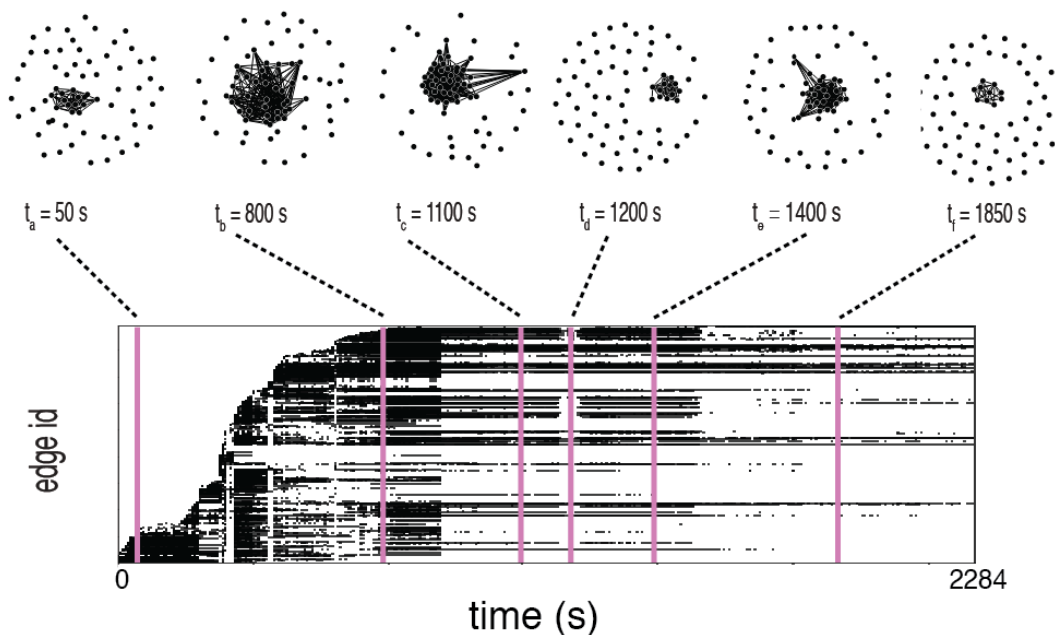 t_a = 50 s
t_b = 800 s
t_c = 1100 s
t_d = 1200 s
t_e = 1400 s
t_f = 1850 s
edge id
0
2284
time (s)